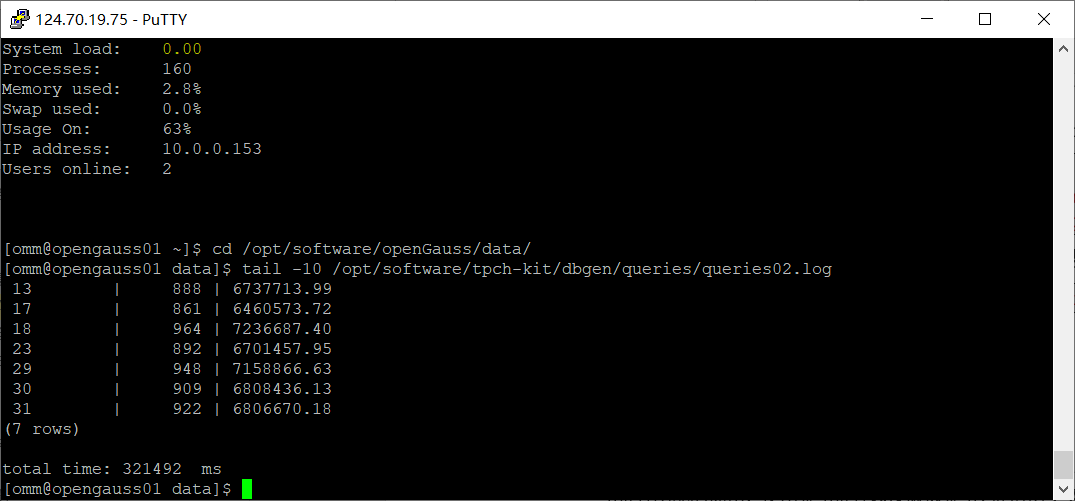 124.70.19.75 - PuTTY
System load:    0.00
Processes:      160
Memory used:    2.8%
Swap used:      0.0%
Usage On:       63%
IP address:     10.0.0.153
Users online:   2
[omm@opengauss01 ~]$ cd /opt/software/openGauss/data/
[omm@opengauss01 data]$ tail -10 /opt/software/tpch-kit/dbgen/queries/queries02.log
 13        |     888 | 6737713.99
 17        |     861 | 6460573.72
 18        |     964 | 7236687.40
 23        |     892 | 6701457.95
 29        |     948 | 7158866.63
 30        |     909 | 6808436.13
 31        |     922 | 6806670.18
(7 rows)
total time: 321492  ms
[omm@opengauss01 data]$